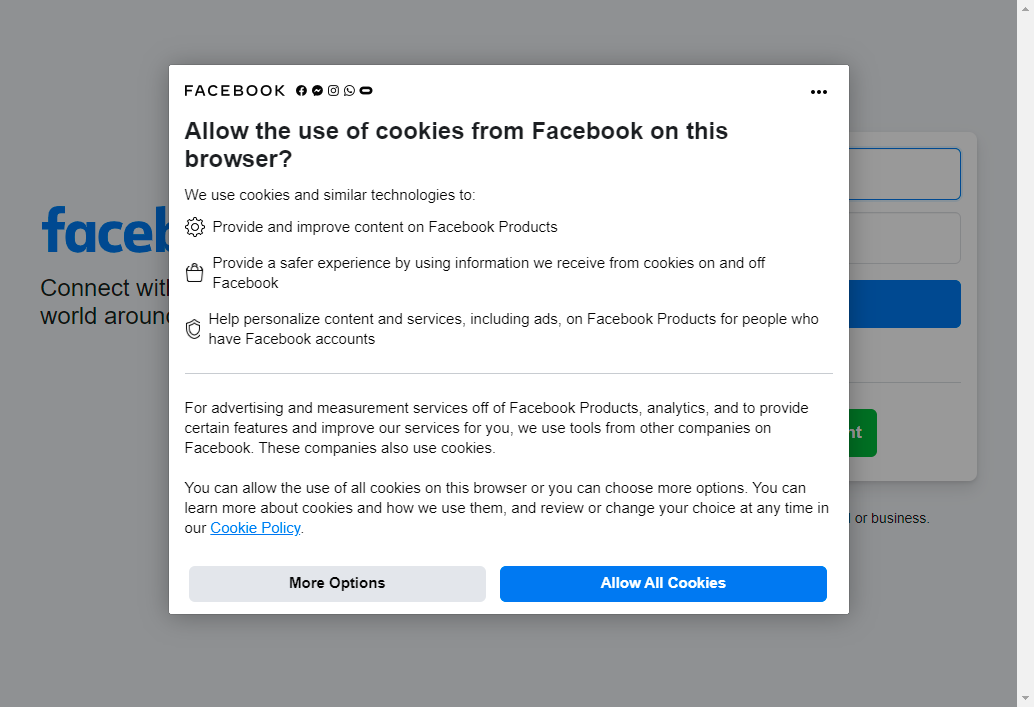 FACEBOOK
Allow the use of cookies from Facebook on this
browser?
We use cookies and similar technologies to:
Provide and improve content on Facebook Products
Provide a safer experience by using information we receive from cookies on and off
Facebook
Help personalize content and services, including ads, on Facebook Products for people who
have Facebook accounts
For advertising and measurement services off of Facebook Products, analytics, and to provide
certain features and improve our services for you, we use tools from other companies on
Facebook. These companies also use cookies.
You can allow the use of all cookies on this browser or you can choose more options. You can
learn more about cookies and how we use them, and review or change your choice at any time in
our Cookie Policy.
More Options
Allow All Cookies
faceb
Connect with
world around
nt
or business.